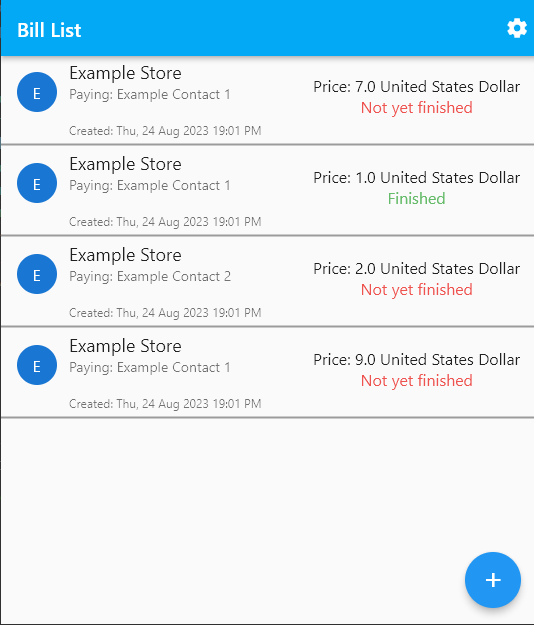 Bill List
E
Example Store
Paying: Example Contact 1
Created: Thu, 24 Aug 2023 19:01 PM
Price: 7.0 United States Dollar
Not yet finished
E
Example Store
Paying: Example Contact 1
Created: Thu, 24 Aug 2023 19:01 PM
Price: 1.0 United States Dollar
Finished
E
Example Store
Paying: Example Contact 2
Created: Thu, 24 Aug 2023 19:01 PM
Price: 2.0 United States Dollar
Not yet finished
E
Example Store
Paying: Example Contact 1
Created: Thu, 24 Aug 2023 19:01 PM
Price: 9.0 United States Dollar
Not yet finished
+